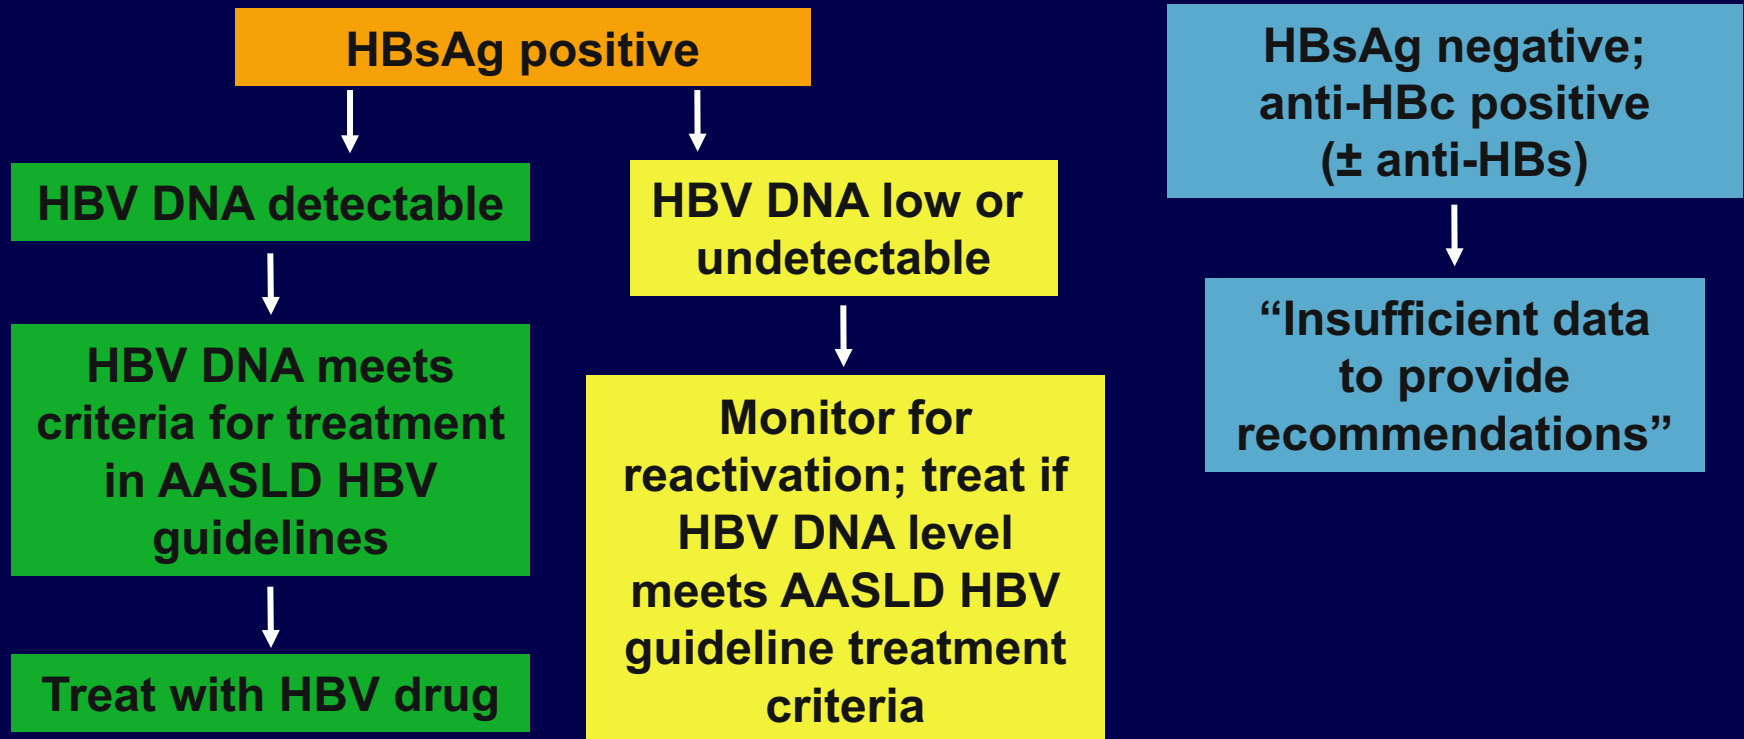 HBsAg positive
HBV DNA detectable
HBV DNA meets
criteria for treatment
in AASLD HBV
guidelines
Treat with HBV drug
HBV DNA low or
undetectable
Monitor for
reactivation; treat if
HBV DNA level
meets AASLD HBV
guideline treatment
criteria
HBsAg negative;
anti-HBc positive
(± anti-HBs)
“Insufficient data
to provide
recommendations”